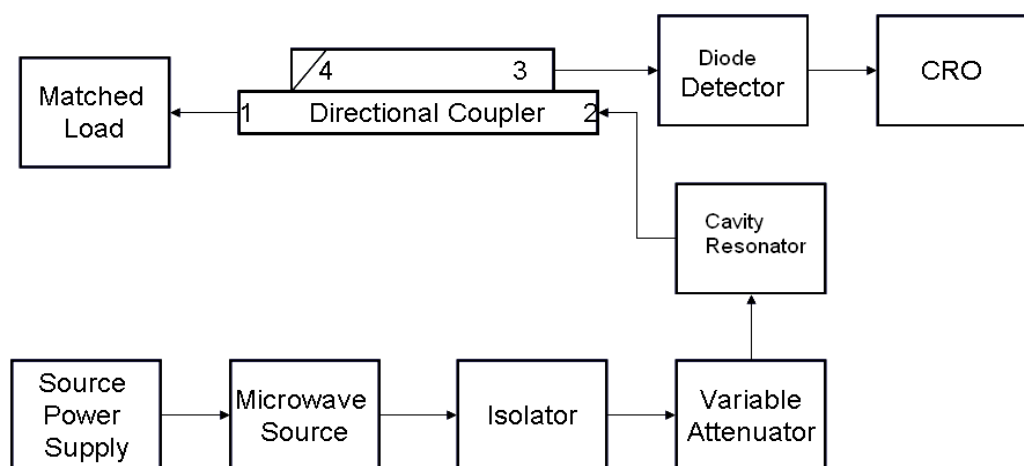 Matched
Load
4
3
1
Directional Coupler
2
Diode
Detector
CRO
Cavity
Resonator
Source
Power
Supply
Microwave
Source
Isolator
Variable
Attenuator